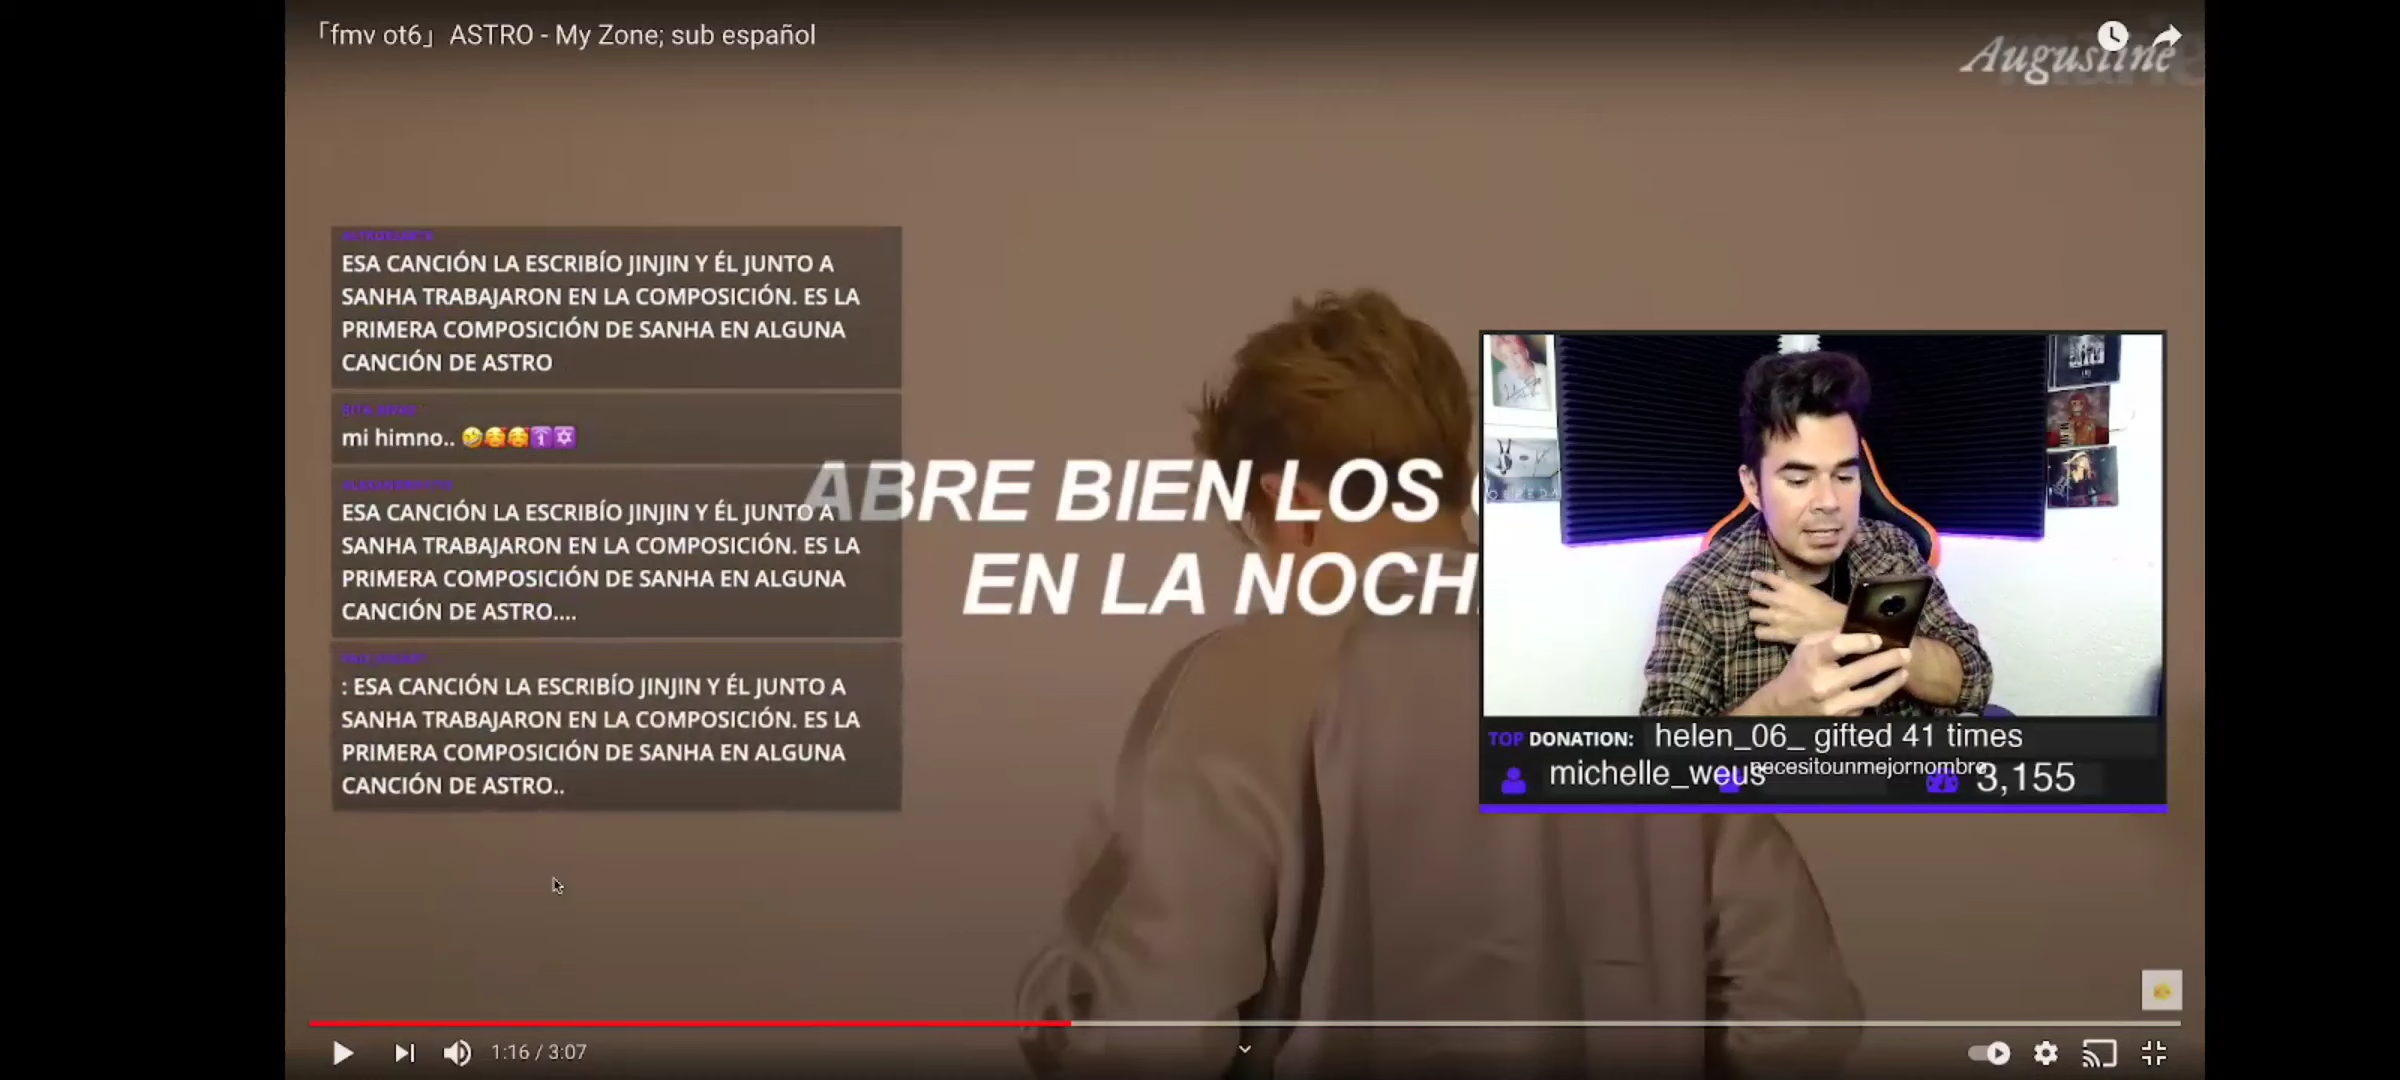 「fmv ot6」 ASTRO - My Zone; sub español
Augustine
ESA CANCIÓN LA ESCRIBÍO JINJIN Y ÉL JUNTO A
SANHA TRABAJARON EN LA COMPOSICIÓN. ES LA
PRIMERA COMPOSICIÓN DE SANHA EN ALGUNA
CANCIÓN DE ASTRO
mi himno.. 🤣🥰🥰🛐✡️
ESA CANCIÓN LA ESCRIBÍO JINJIN Y ÉL JUNTO A
SANHA TRABAJARON EN LA COMPOSICIÓN. ES LA
PRIMERA COMPOSICIÓN DE SANHA EN ALGUNA
CANCIÓN DE ASTRO....
: ESA CANCIÓN LA ESCRIBÍO JINJIN Y ÉL JUNTO A
SANHA TRABAJARON EN LA COMPOSICIÓN. ES LA
PRIMERA COMPOSICIÓN DE SANHA EN ALGUNA
CANCIÓN DE ASTRO..
ABRE BIEN LOS
EN LA NOCH
TOP DONATION: helen_06_ gifted 41 times
michelle_weus necesitounmejornombre 3,155
1:16 / 3:07